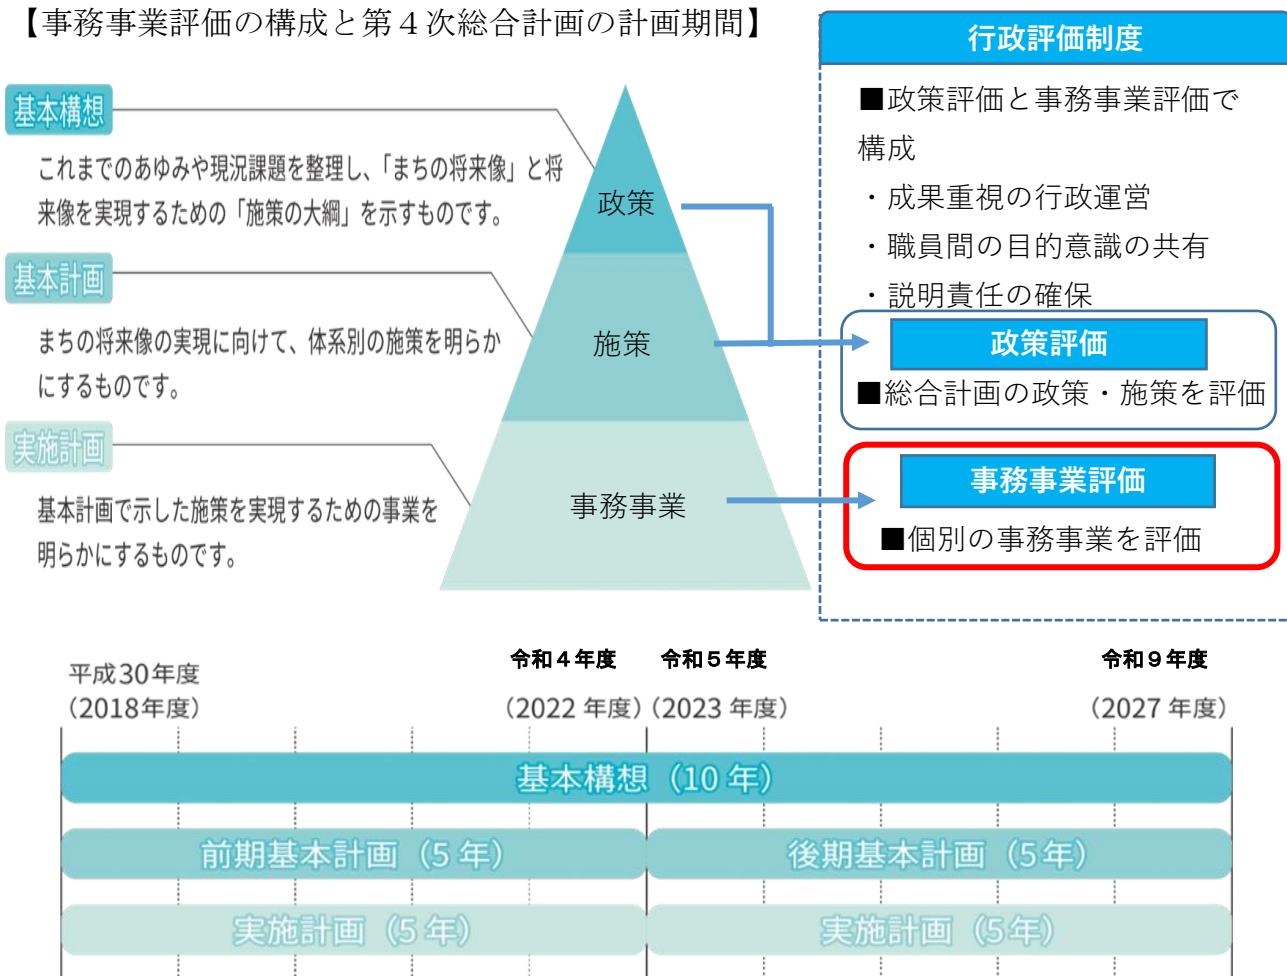 【事務事業評価の構成と第４次総合計画の計画期間】
基本構想
これまでのあゆみや現況課題を整理し、「まちの将来像」と将
来像を実現するための「施策の大綱」を示すものです。
基本計画
まちの将来像の実現に向けて、体系別の施策を明らか
にするものです。
実施計画
基本計画で示した施策を実現するための事業を
明らかにするものです。
政策
施策
事務事業
行政評価制度
■政策評価と事務事業評価で
構成
・成果重視の行政運営
・職員間の目的意識の共有
・説明責任の確保
政策評価
■総合計画の政策・施策を評価
事務事業評価
■個別の事務事業を評価
平成30年度
（2018年度）
令和４年度
（2022 年度）
令和５年度
（2023 年度）
令和９年度
（2027 年度）
基本構想（10 年）
前期基本計画（5 年）
後期基本計画（5年）
実施計画（5 年）
実施計画（5年）